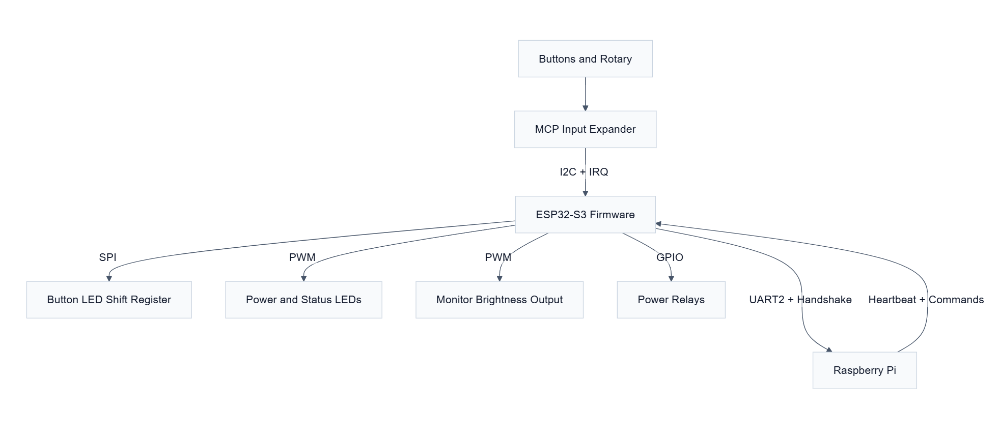 Buttons and Rotary
MCP Input Expander
I2C + IRQ
ESP32-S3 Firmware
SPI
PWM
PWM
GPIO
Button LED Shift Register
Power and Status LEDs
Monitor Brightness Output
Power Relays
UART2 + Handshake
Heartbeat + Commands
Raspberry Pi